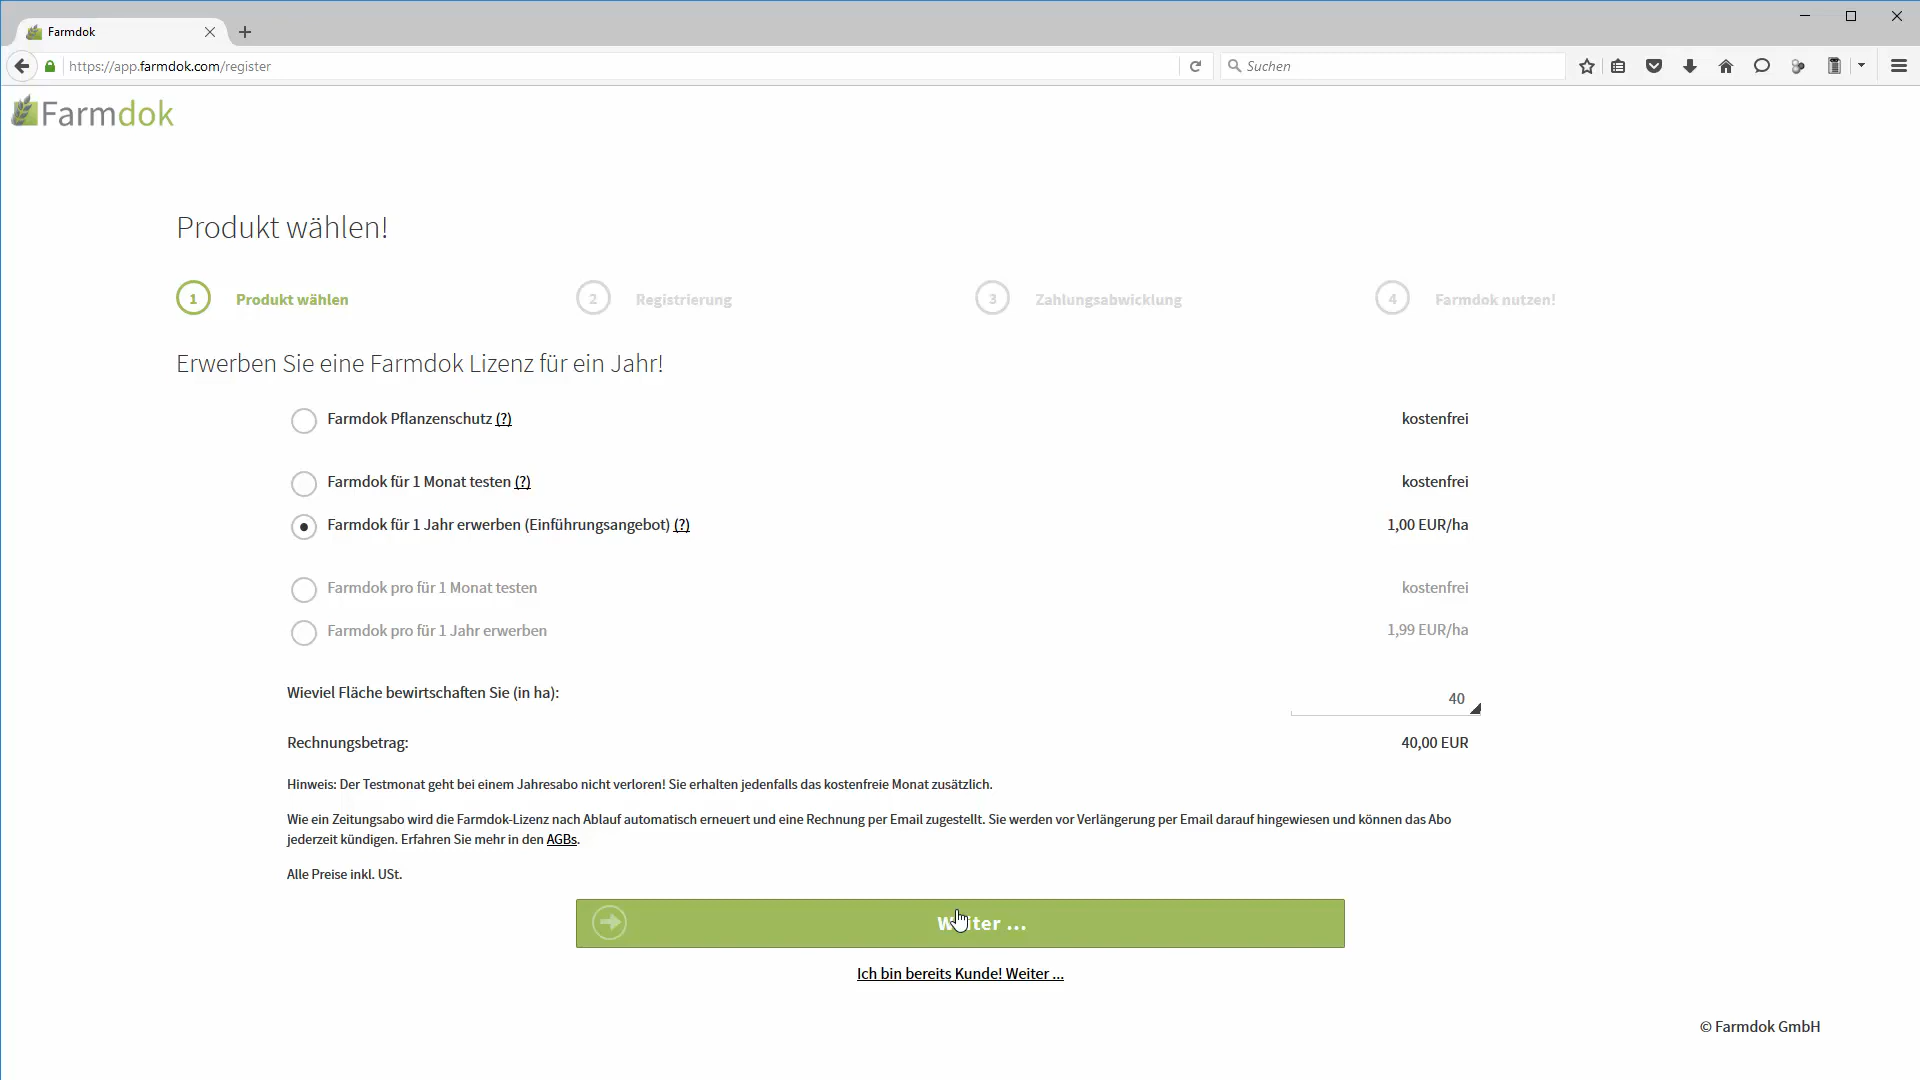 Farmdok
https://app.farmdok.com/register
Suchen
Farmdok
Produkt wählen!
1 Produkt wählen
2 Registrierung
3 Zahlungsabwicklung
4 Farmdok nutzen!
Erwerben Sie eine Farmdok Lizenz für ein Jahr!
Farmdok Pflanzenschutz (?) kostenfrei
Farmdok für 1 Monat testen (?) kostenfrei
Farmdok für 1 Jahr erwerben (Einführungsangebot) (?) 1,00 EUR/ha
Farmdok pro für 1 Monat testen kostenfrei
Farmdok pro für 1 Jahr erwerben 1,99 EUR/ha
Wieviel Fläche bewirtschaften Sie (in ha): 40
Rechnungsbetrag: 40,00 EUR
Hinweis: Der Testmonat geht bei einem Jahresabo nicht verloren! Sie erhalten jedenfalls das kostenfreie Monat zusätzlich.
Wie ein Zeitungsabo wird die Farmdok-Lizenz nach Ablauf automatisch erneuert und eine Rechnung per Email zugestellt. Sie werden vor Verlängerung per Email darauf hingewiesen und können das Abo
jederzeit kündigen. Erfahren Sie mehr in den AGBs.
Alle Preise inkl. USt.
Weiter ...
Ich bin bereits Kunde! Weiter ...
© Farmdok GmbH